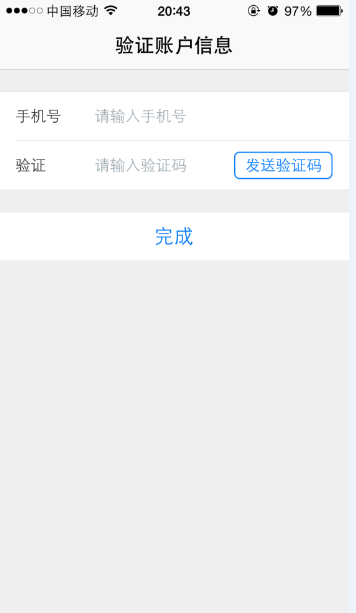 中国移动 20:43 97%
验证账户信息
手机号 请输入手机号
验证 请输入验证码 发送验证码
完成